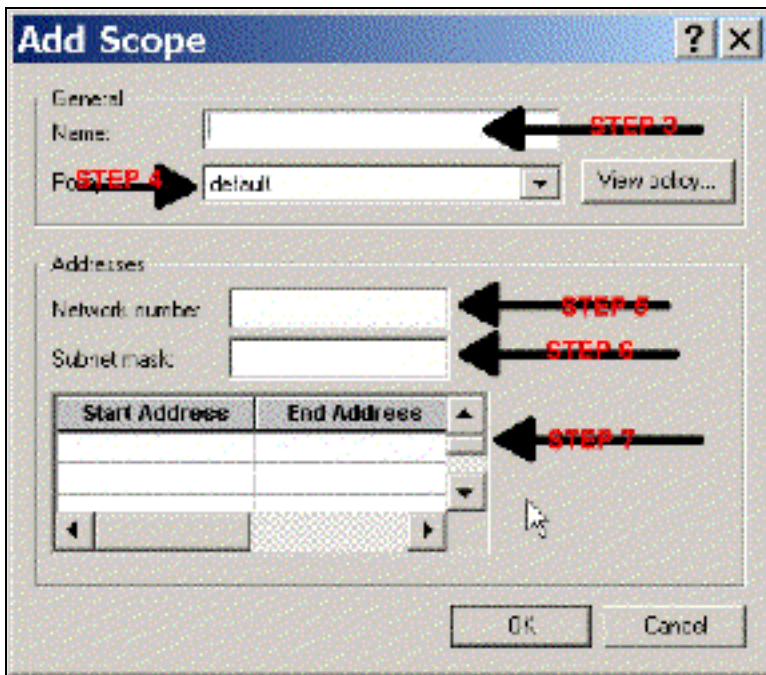 Add Scope
General
Name: STEP 3
STEP 4 default View policy...
Addresses
Network number STEP 5
Subnet mask: STEP 6
Start Address End Address
STEP 7
OK Cancel